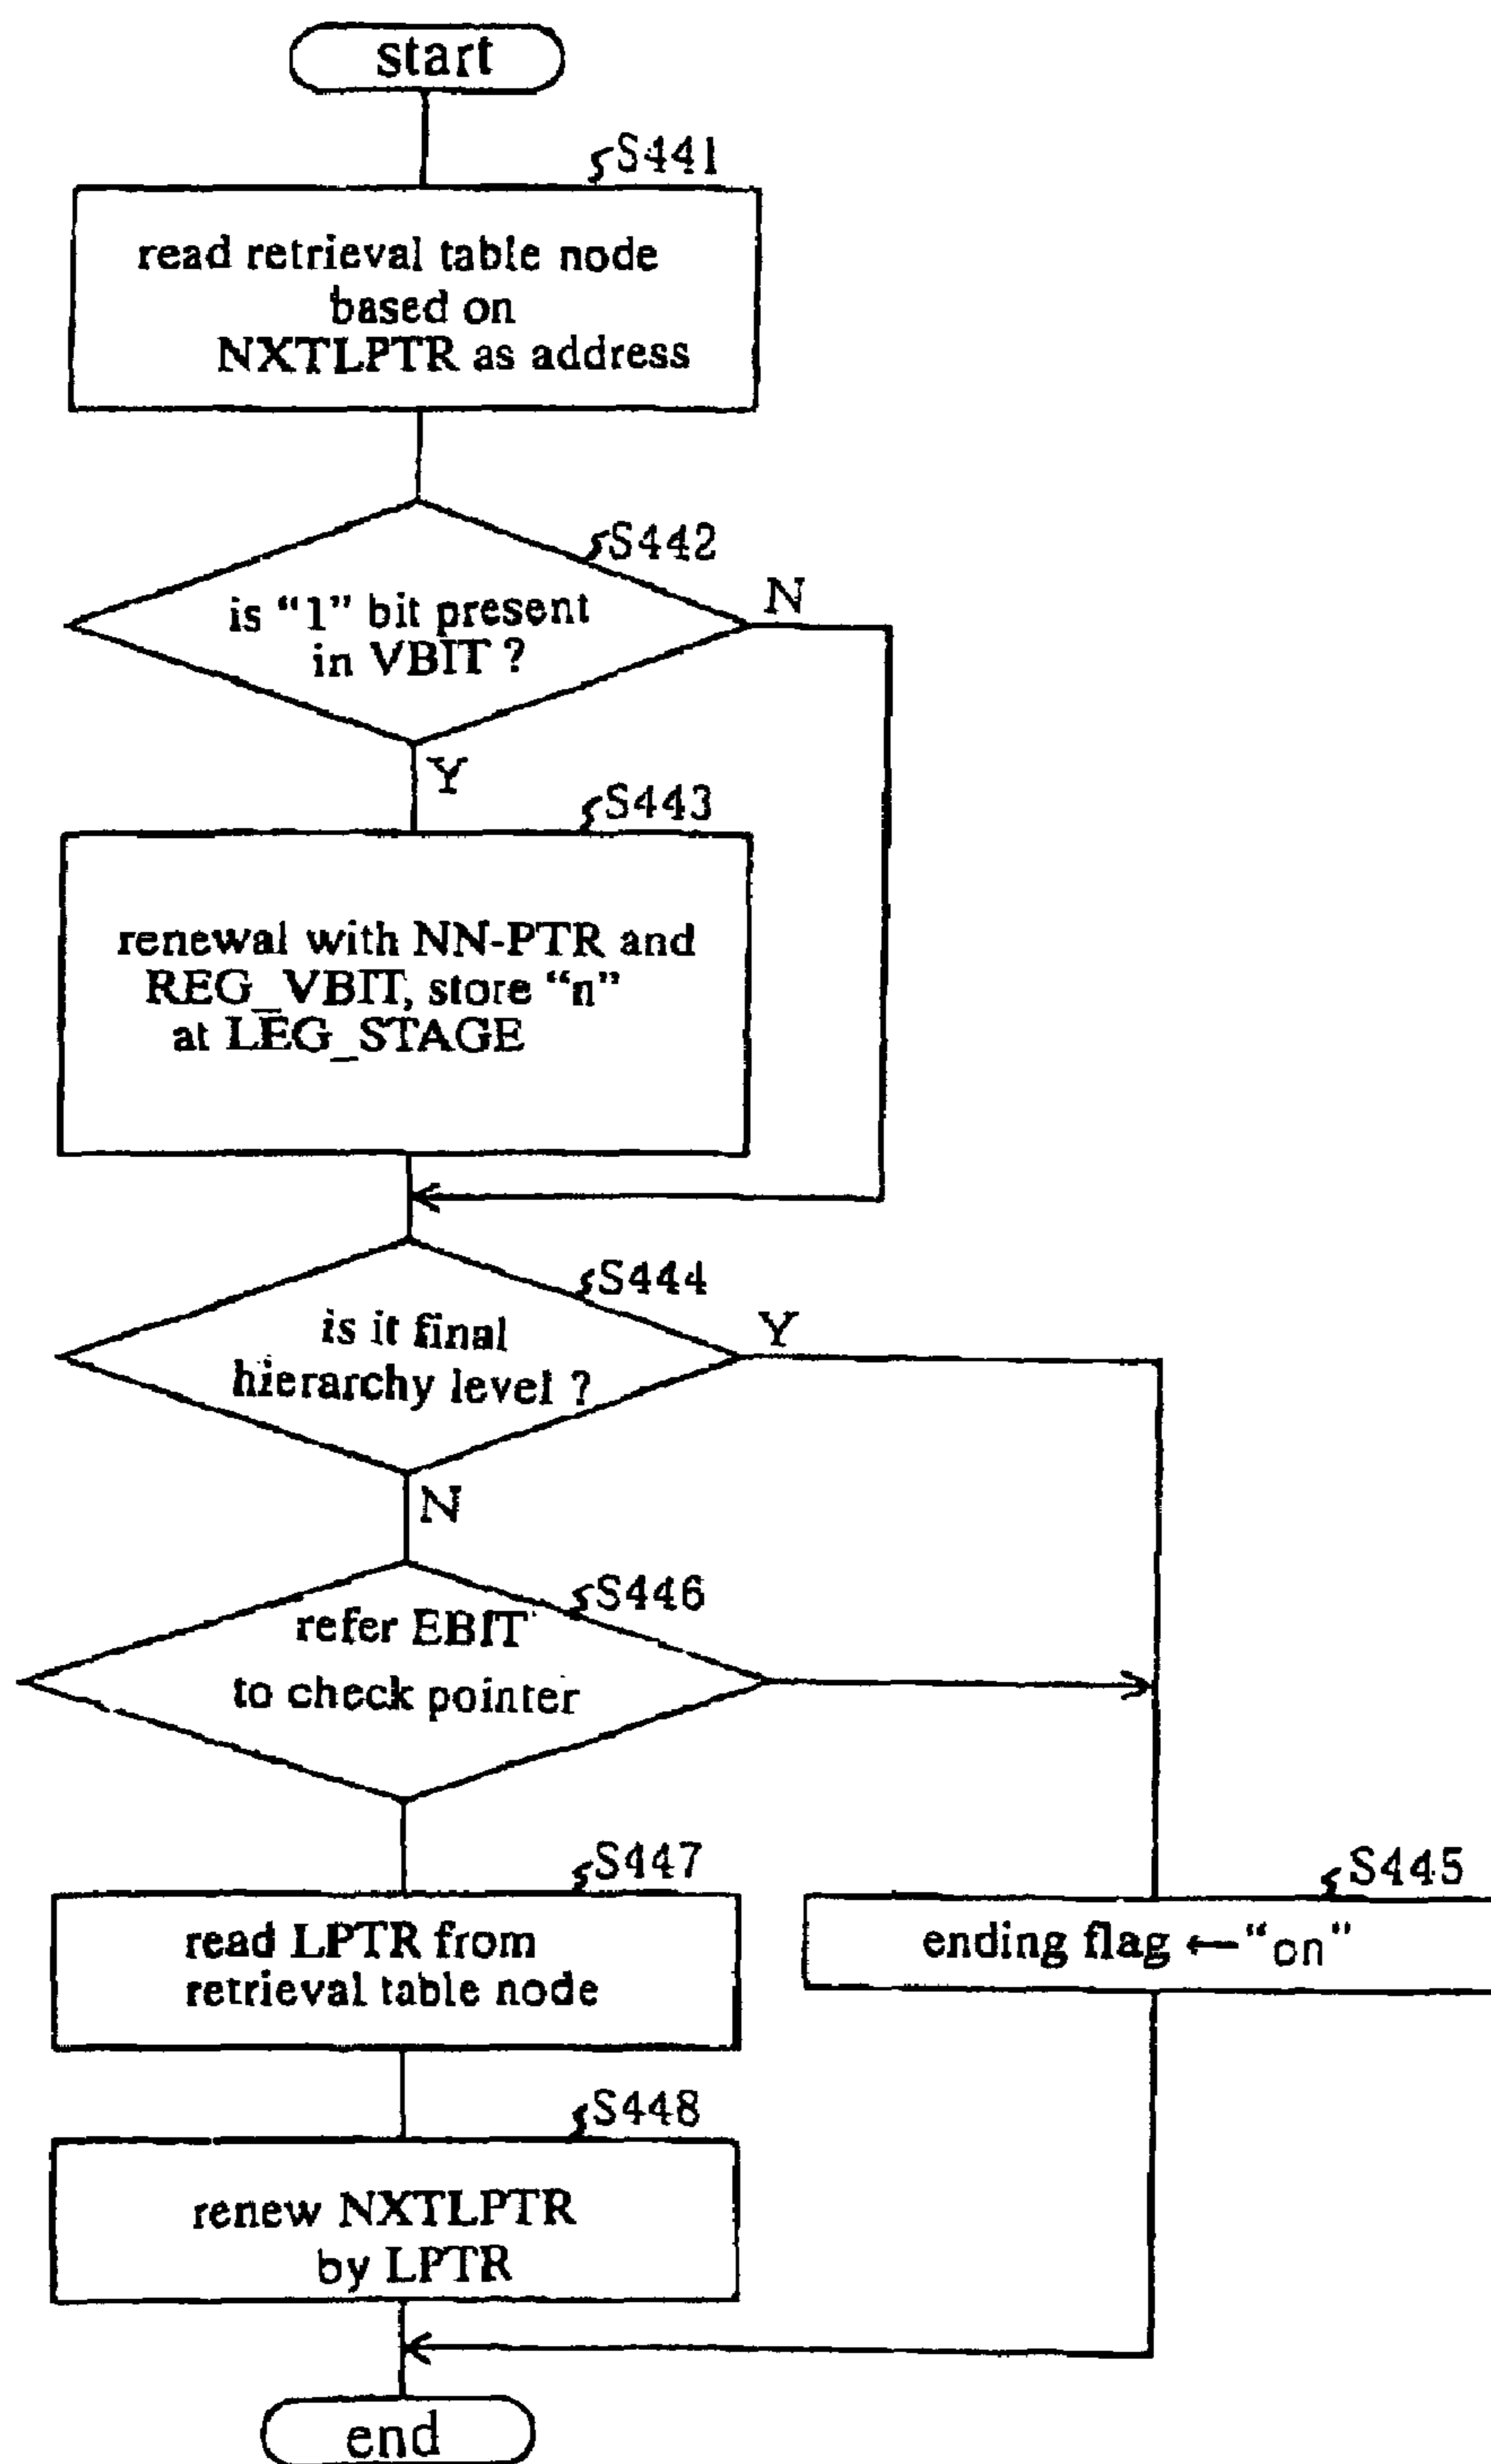 start
S441
read retrieval table node
based on
NXTLPTR as address
S442
is "1" bit present
in VBIT ?
N
Y
S443
renewal with NN-PTR and
REG_VBIT, store "n"
at LEG_STAGE
S444
is it final
hierarchy level ?
Y
N
S446
refer EBIT
to check pointer
S447
read LPTR from
retrieval table node
S445
ending flag ←"on"
S448
renew NXTLPTR
by LPTR
end